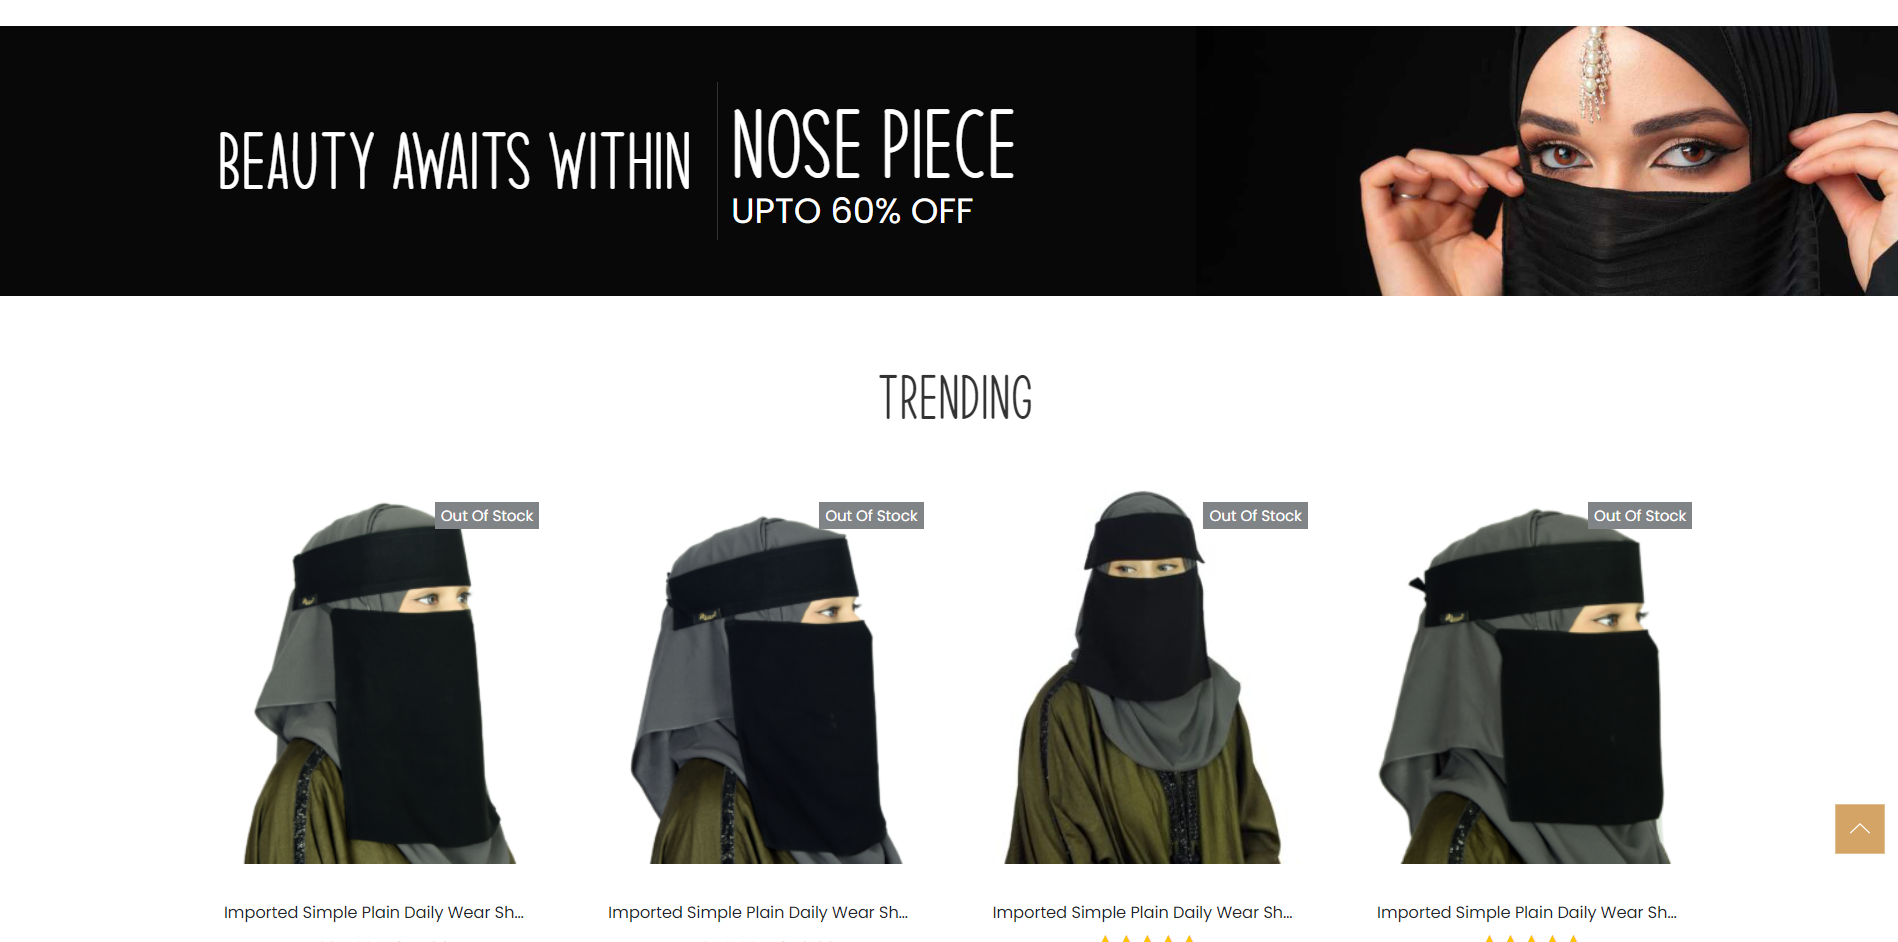 BEAUTY AWAITS WITHIN
NOSE PIECE
UPTO 60% OFF
TRENDING
Out Of Stock
Out Of Stock
Out Of Stock
Out Of Stock
Imported Simple Plain Daily Wear Sh...
Imported Simple Plain Daily Wear Sh...
Imported Simple Plain Daily Wear Sh...
Imported Simple Plain Daily Wear Sh...